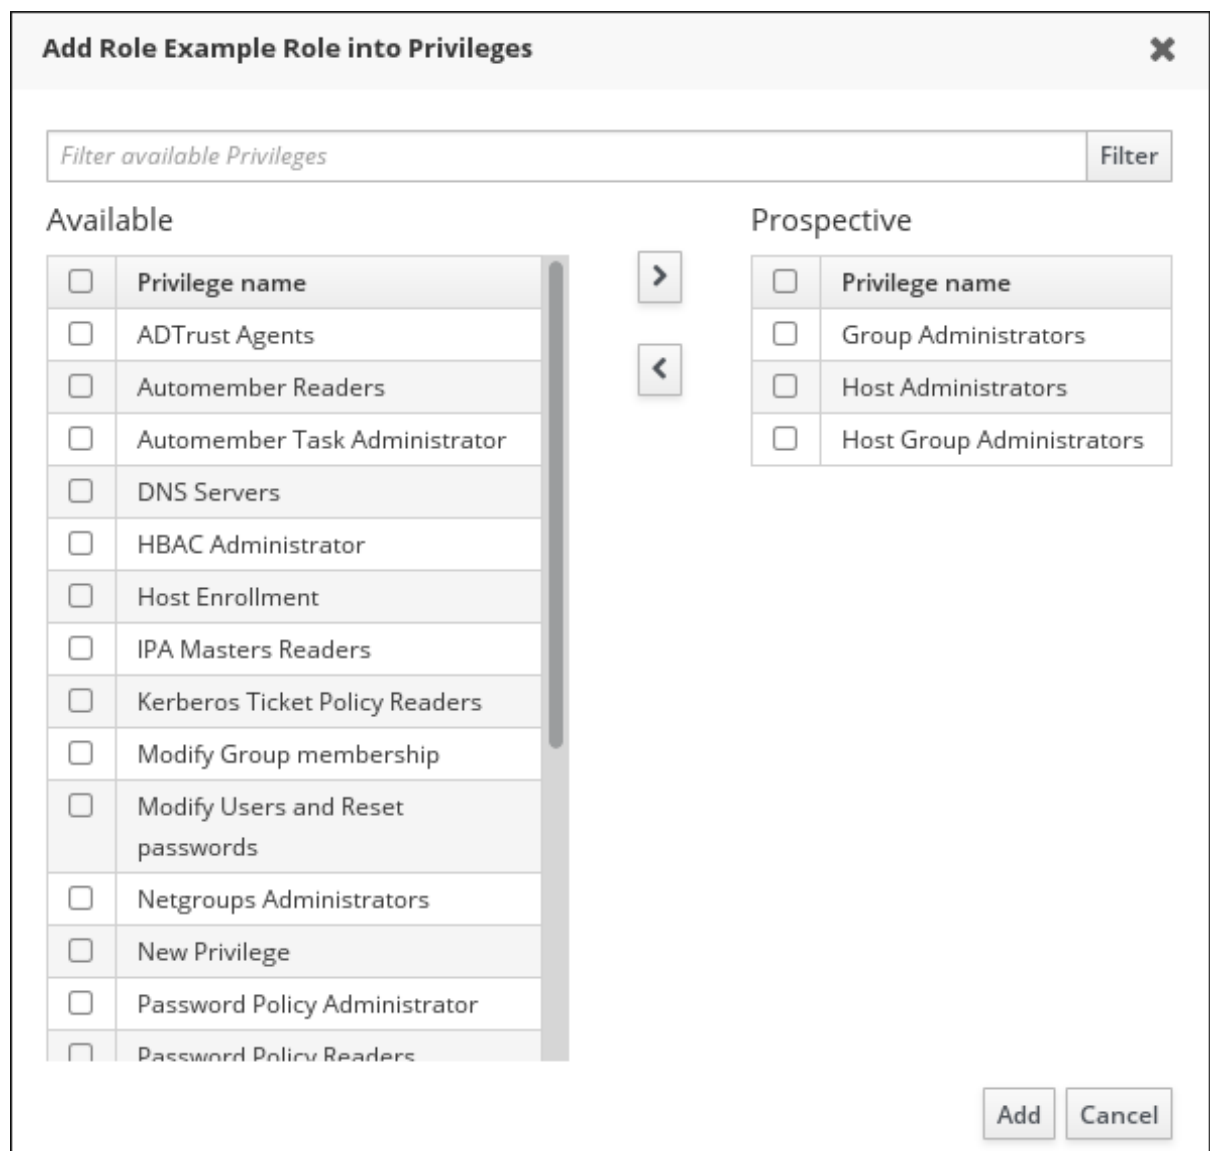 Add Role Example Role into Privileges
Filter available Privileges
Filter
Available
Privilege name
ADTrust Agents
Automember Readers
Automember Task Administrator
DNS Servers
HBAC Administrator
Host Enrollment
IPA Masters Readers
Kerberos Ticket Policy Readers
Modify Group membership
Modify Users and Reset
passwords
Netgroups Administrators
New Privilege
Password Policy Administrator
Password Policy Readers
Prospective
Privilege name
Group Administrators
Host Administrators
Host Group Administrators
Add
Cancel